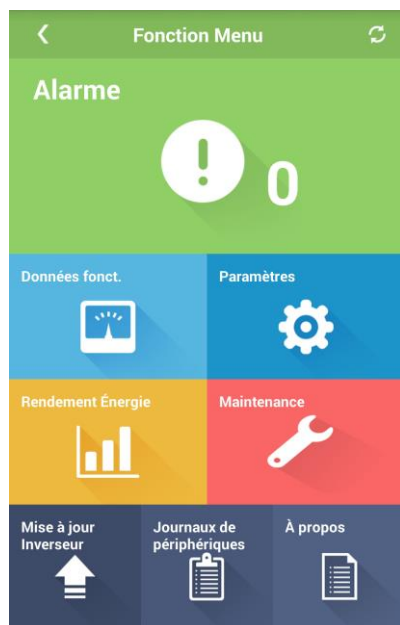 Fonction Menu
Alarme
0
Données fonct.
Paramètres
Rendement Énergie
Maintenance
Mise à jour
Inverseur
Journaux de
périphériques
À propos